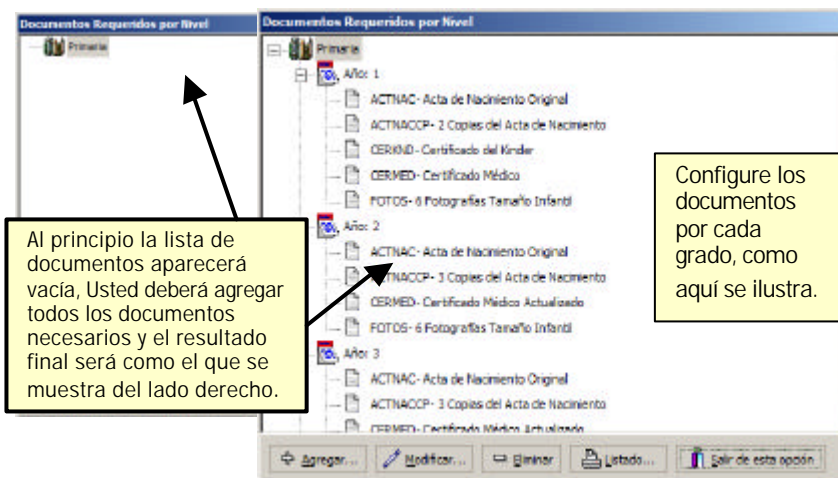 Documentos Requeridos por Nivel
Primaria
Documentos Requeridos por Nivel
Primaria
Año: 1
ACTNAC- Acta de Nacimiento Original
ACTNACCP- 2 Copias del Acta de Nacimiento
CERKND- Certificado del Kinder
CERMED- Certificado Médico
FOTOS- 6 Fotografías Tamaño Infantil
Año: 2
ACTNAC- Acta de Nacimiento Original
ACTNACCP- 3 Copias del Acta de Nacimiento
CERMED- Certificado Médico Actualizado
FOTOS- 6 Fotografías Tamaño Infantil
Año: 3
ACTNAC- Acta de Nacimiento Original
ACTNACCP- 3 Copias del Acta de Nacimiento
CERMED- Certificado Médico Actualizado
Agregar...
Modificar...
Eliminar
Listado...
Salir de esta opción
Al principio la lista de
documentos aparecerá
vacía, Usted deberá agregar
todos los documentos
necesarios y el resultado
final será como el que se
muestra del lado derecho.
Configure los
documentos
por cada
grado, como
aquí se ilustra.